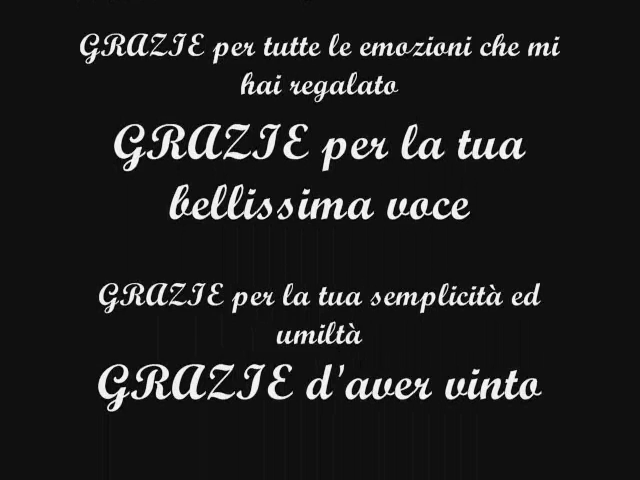 GRAZIE per tutte le emozioni che mi
hai regalato
GRAZIE per la tua
bellissima voce
GRAZIE per la tua semplicità ed
umiltà
GRAZIE d'aver vinto